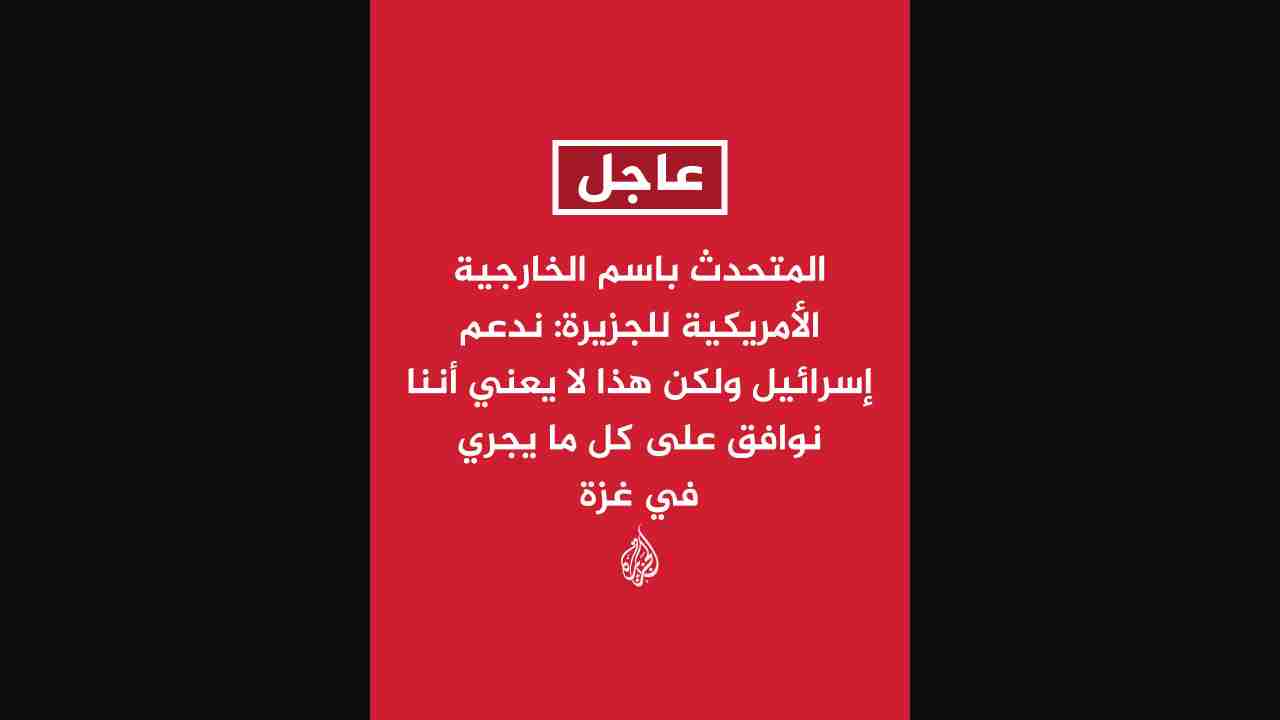 عاجل
المتحدث باسم الخارجية
الأمريكية للجزيرة: ندعم
إسرائيل ولكن هذا لا يعني أننا
نوافق على كل ما يجري
في غزة
الجزيرة